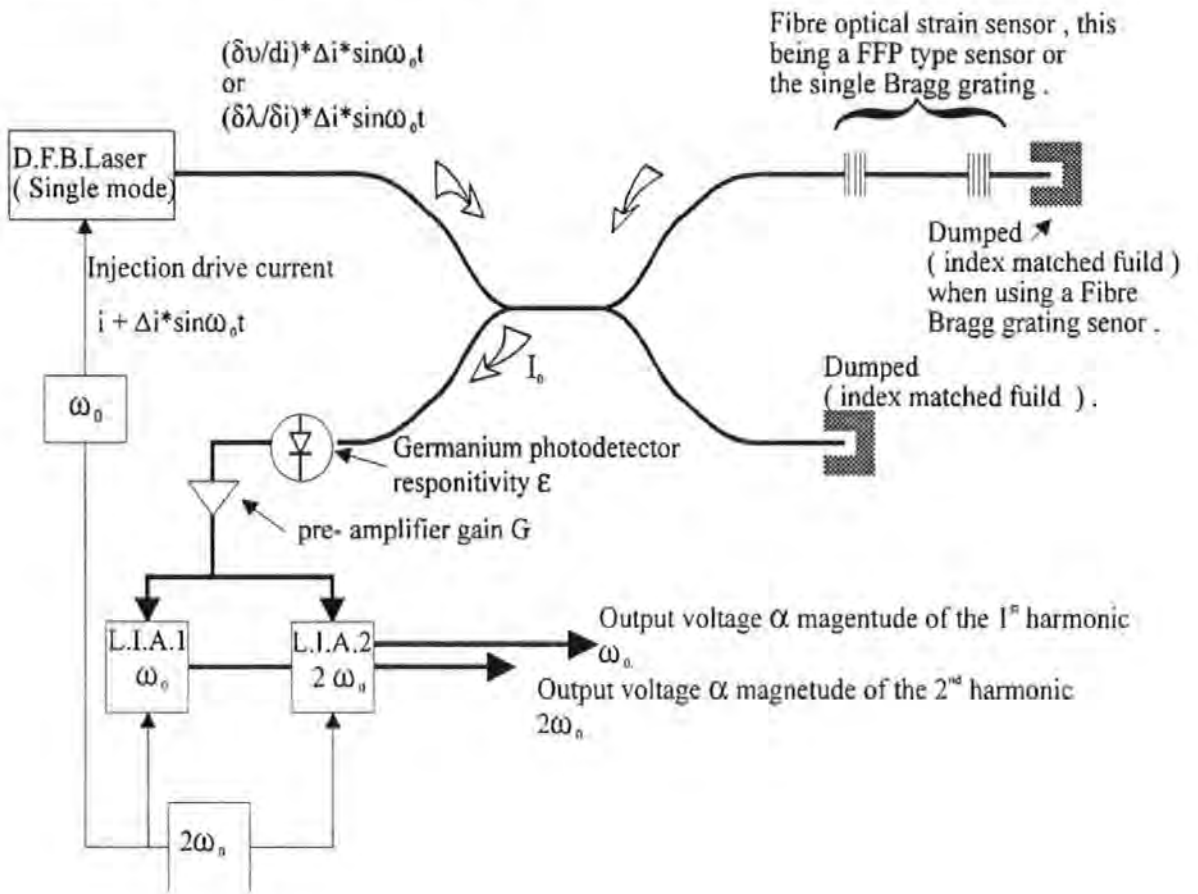 Fibre optical strain sensor , this
being a FFP type sensor or
the single Bragg grating .
(δυ/di)*Δi*sinω₀t
or
(δλ/δi)*Δi*sinω₀t
D.F.B.Laser
( Single mode)
Injection drive current
i + Δi*sinω₀t
ω₀
Dumped
( index matched fuild )
when using a Fibre
Bragg grating senor .
I₀
Dumped
( index matched fuild ) .
Germanium photodetector
responitivity ε
pre- amplifier gain G
L.I.A.1
ω₀
L.I.A.2
2 ω₀
Output voltage α magentude of the 1st harmonic
ω₀.
Output voltage α magnetude of the 2nd harmonic
2ω₀
2ω₀